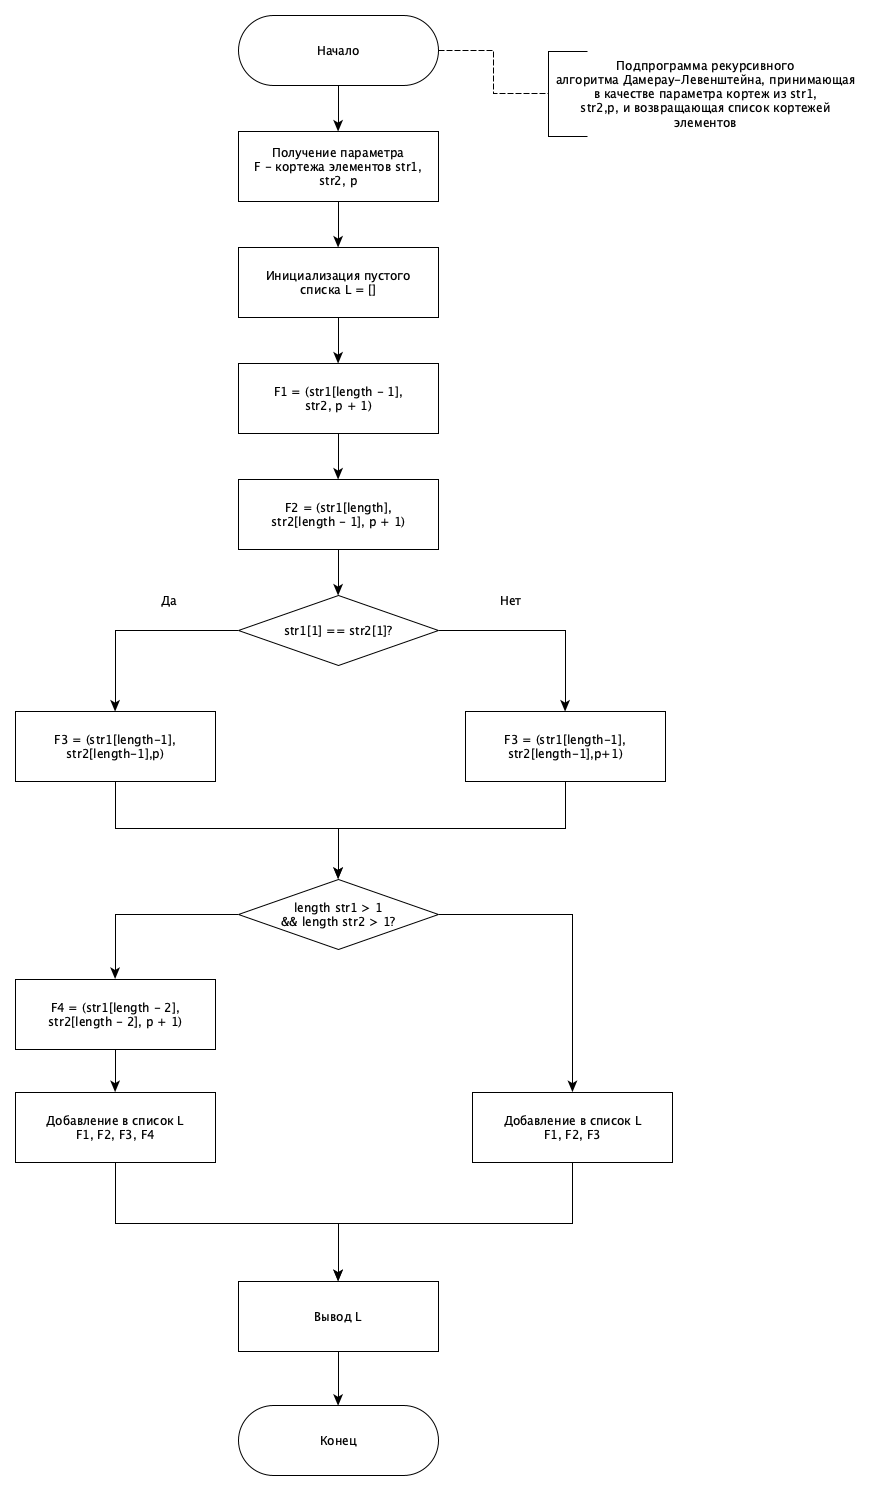 Начало
Подпрограмма рекурсивного
алгоритма Дамерау-Левенштейна, принимающая
в качестве параметра кортеж из str1,
str2,p, и возвращающая список кортежей
элементов
Получение параметра
F - кортежа элементов str1,
str2, p
Инициализация пустого
списка L = []
F1 = (str1[length - 1],
str2, p + 1)
F2 = (str1[length],
str2[length - 1], p + 1)
Да
Нет
str1[1] == str2[1]?
F3 = (str1[length-1],
str2[length-1],p)
F3 = (str1[length-1],
str2[length-1],p+1)
length str1 > 1
&& length str2 > 1?
F4 = (str1[length - 2],
str2[length - 2], p + 1)
Добавление в список L
F1, F2, F3, F4
Добавление в список L
F1, F2, F3
Вывод L
Конец